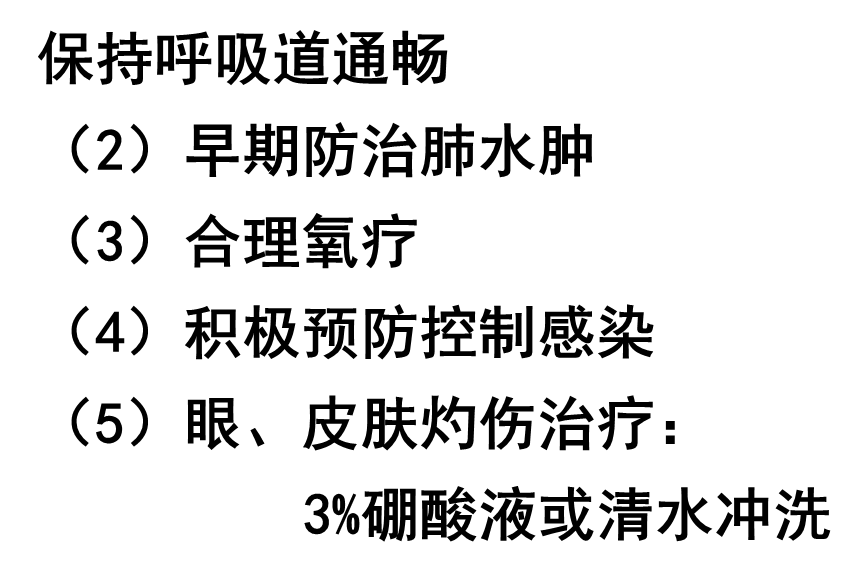 保持呼吸道通畅
（2）早期防治肺水肿
（3）合理氧疗
（4）积极预防控制感染
（5）眼、皮肤灼伤治疗：
3%硼酸液或清水冲洗